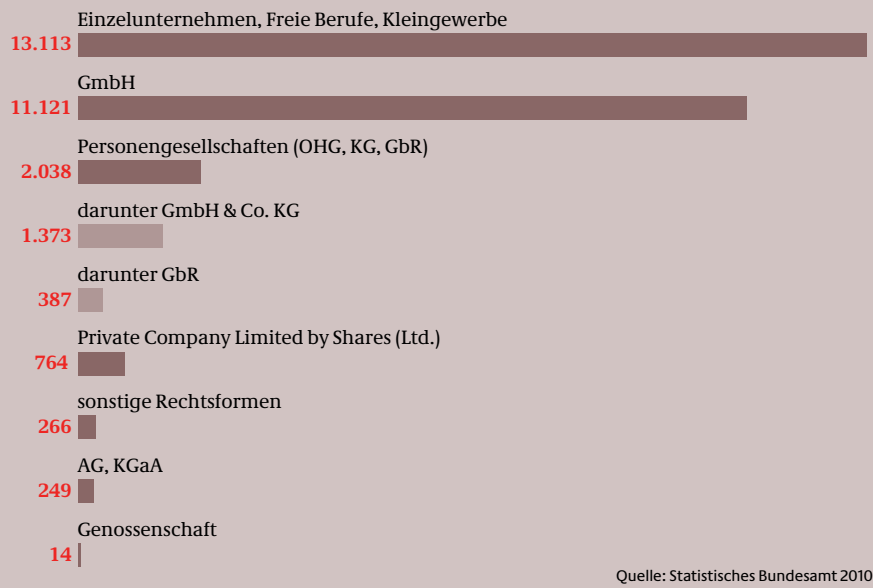 Einzelunternehmen, Freie Berufe, Kleingewerbe
13.113
GmbH
11.121
Personengesellschaften (OHG, KG, GbR)
2.038
darunter GmbH & Co. KG
1.373
darunter GbR
387
Private Company Limited by Shares (Ltd.)
764
sonstige Rechtsformen
266
AG, KGaA
249
Genossenschaft
14
Quelle: Statistisches Bundesamt 2010